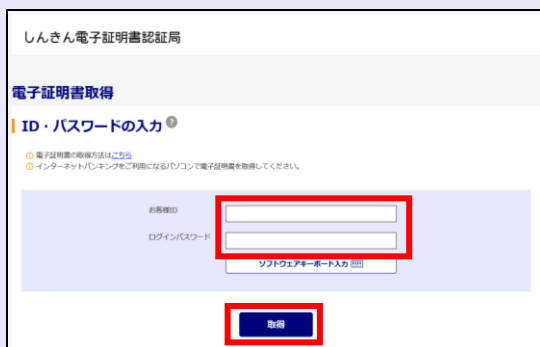 しんきん電子証明書認証局
電子証明書取得
ID・パスワードの入力 ?
電子証明書の取得方法はこちら
インターネットバンキングをご利用になるパソコンで電子証明書を取得してください。
お客様ID
ログインパスワード
ソフトウェアキーボード入力
取得